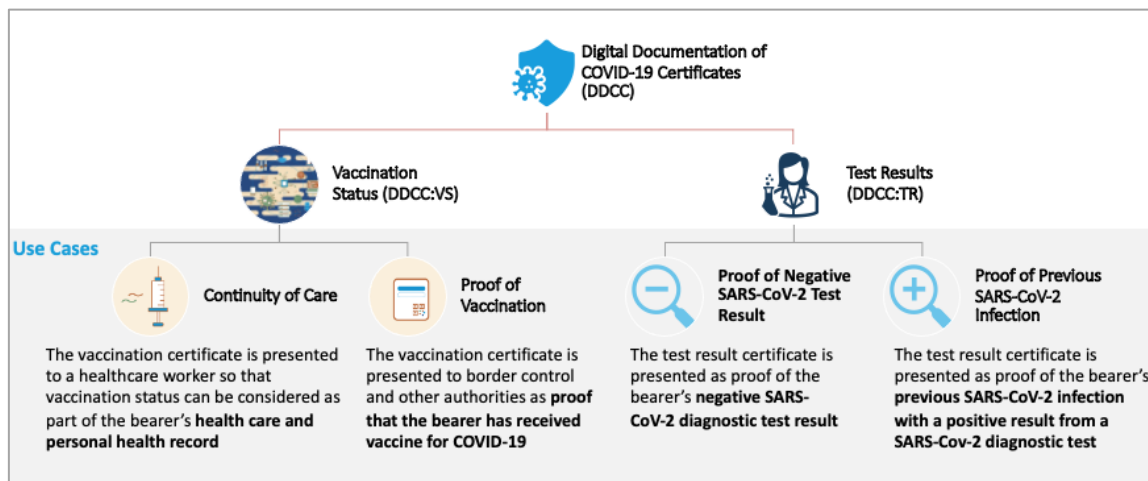 Digital Documentation of
COVID-19 Certificates
(DDCC)
Vaccination
Status (DDCC:VS)
Test Results
(DDCC:TR)
Use Cases
Continuity of Care
The vaccination certificate is presented
to a healthcare worker so that
vaccination status can be considered as
part of the bearer's health care and
personal health record
Proof of
Vaccination
The vaccination certificate is
presented to border control
and other authorities as proof
that the bearer has received
vaccine for COVID-19
Proof of Negative
SARS-CoV-2 Test
Result
The test result certificate is
presented as proof of the
bearer's negative SARS-
CoV-2 diagnostic test result
Proof of Previous
SARS-CoV-2
Infection
The test result certificate is
presented as proof of the bearer's
previous SARS-CoV-2 infection
with a positive result from a
SARS-Cov-2 diagnostic test